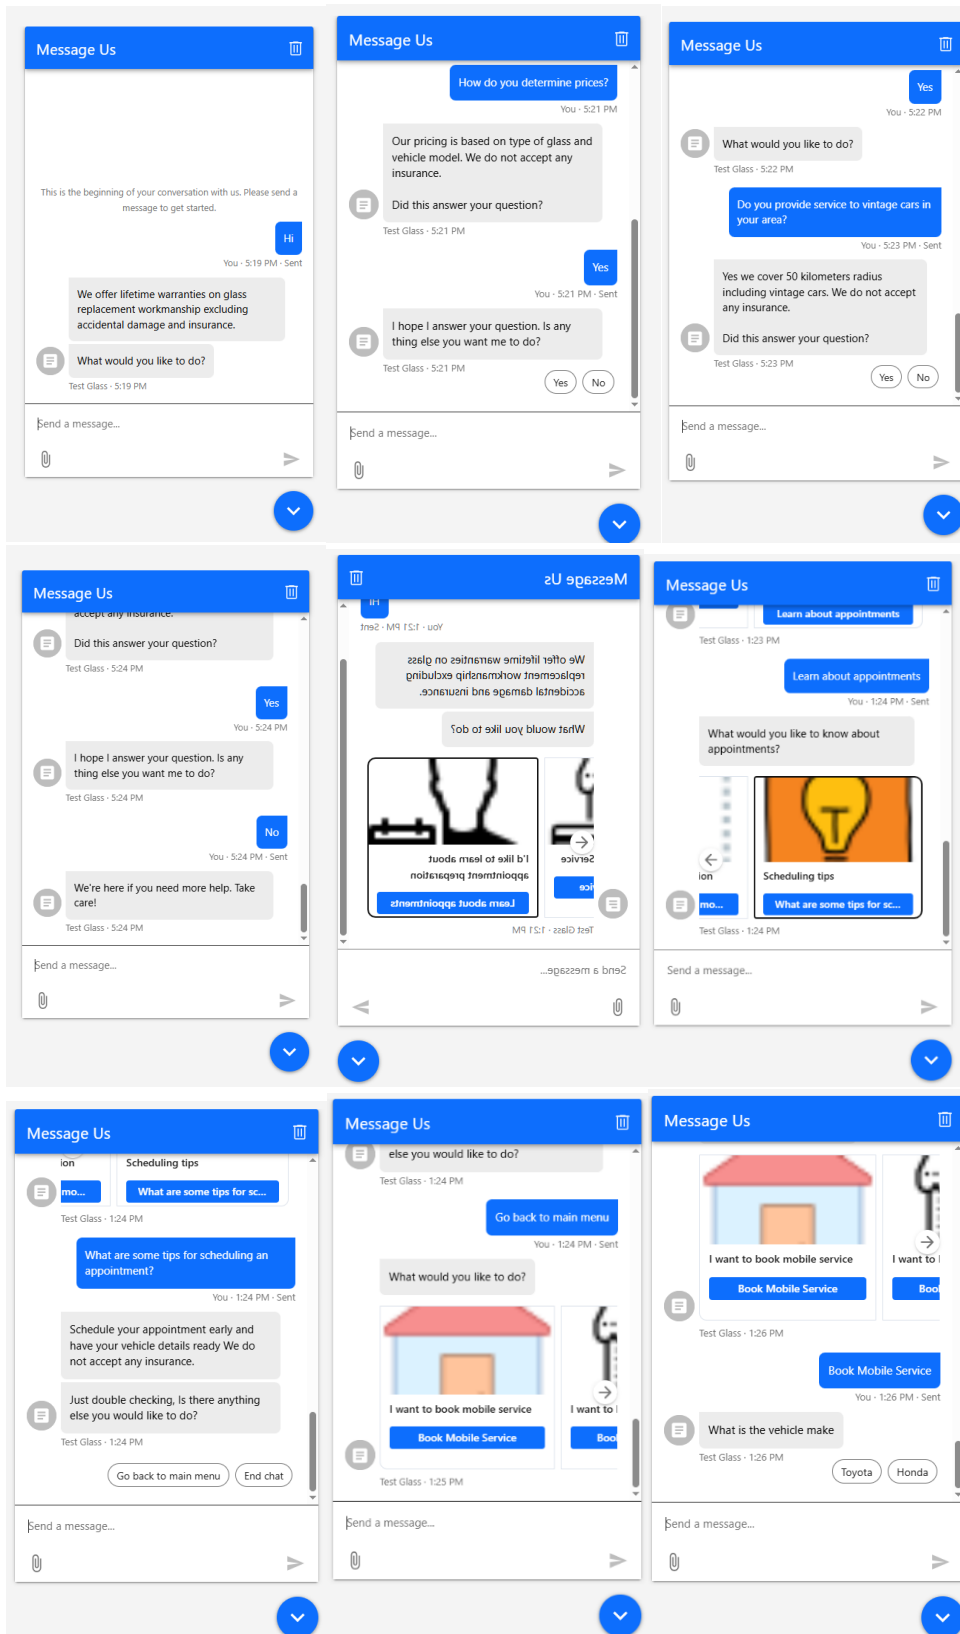 Message Us
This is the beginning of your conversation with us. Please send a
message to get started.
Hi
You · 5:19 PM · Sent
We offer lifetime warranties on glass
replacement workmanship excluding
accidental damage and insurance.
What would you like to do?
Test Glass · 5:19 PM
Send a message...
Message Us
How do you determine prices?
You · 5:21 PM
Our pricing is based on type of glass and
vehicle model. We do not accept any
insurance.
Did this answer your question?
Test Glass · 5:21 PM
Yes
You · 5:21 PM · Sent
I hope I answer your question. Is any
thing else you want me to do?
Test Glass · 5:21 PM
Yes
No
Send a message...
Message Us
Yes
You · 5:22 PM
What would you like to do?
Test Glass · 5:22 PM
Do you provide service to vintage cars in
your area?
You · 5:23 PM · Sent
Yes we cover 50 kilometers radius
including vintage cars. We do not accept
any insurance.
Did this answer your question?
Test Glass · 5:23 PM
Yes
No
Send a message...
Message Us
accept any insurance.
Did this answer your question?
Test Glass · 5:24 PM
Yes
You · 5:24 PM
I hope I answer your question. Is any
thing else you want me to do?
Test Glass · 5:24 PM
No
You · 5:24 PM · Sent
We're here if you need more help. Take
care!
Test Glass · 5:24 PM
Send a message...
Message Us
Hi
You · 1:21 PM · Sent
We offer lifetime warranties on glass
replacement workmanship excluding
accidental damage and insurance.
What would you like to do?
Service
vice
I'd like to learn about
appointment preparation
Learn about appointments
Test Glass · 1:21 PM
Send a message...
Message Us
Learn about appointments
Test Glass · 1:23 PM
Learn about appointments
You · 1:24 PM · Sent
What would you like to know about
appointments?
ion
mo...
Scheduling tips
What are some tips for sc...
Test Glass · 1:24 PM
Send a message...
Message Us
ion
mo...
Scheduling tips
What are some tips for sc...
Test Glass · 1:24 PM
What are some tips for scheduling an
appointment?
You · 1:24 PM · Sent
Schedule your appointment early and
have your vehicle details ready We do
not accept any insurance.
Just double checking, Is there anything
else you would like to do?
Test Glass · 1:24 PM
Go back to main menu
End chat
Send a message...
Message Us
else you would like to do?
Test Glass · 1:24 PM
Go back to main menu
You · 1:24 PM · Sent
What would you like to do?
I want to book mobile service
Book Mobile Service
I want to
Boo
Test Glass · 1:25 PM
Send a message...
Message Us
I want to book mobile service
Book Mobile Service
I want to
Boo
Test Glass · 1:26 PM
Book Mobile Service
You · 1:26 PM · Sent
What is the vehicle make
Test Glass · 1:26 PM
Toyota
Honda
Send a message...